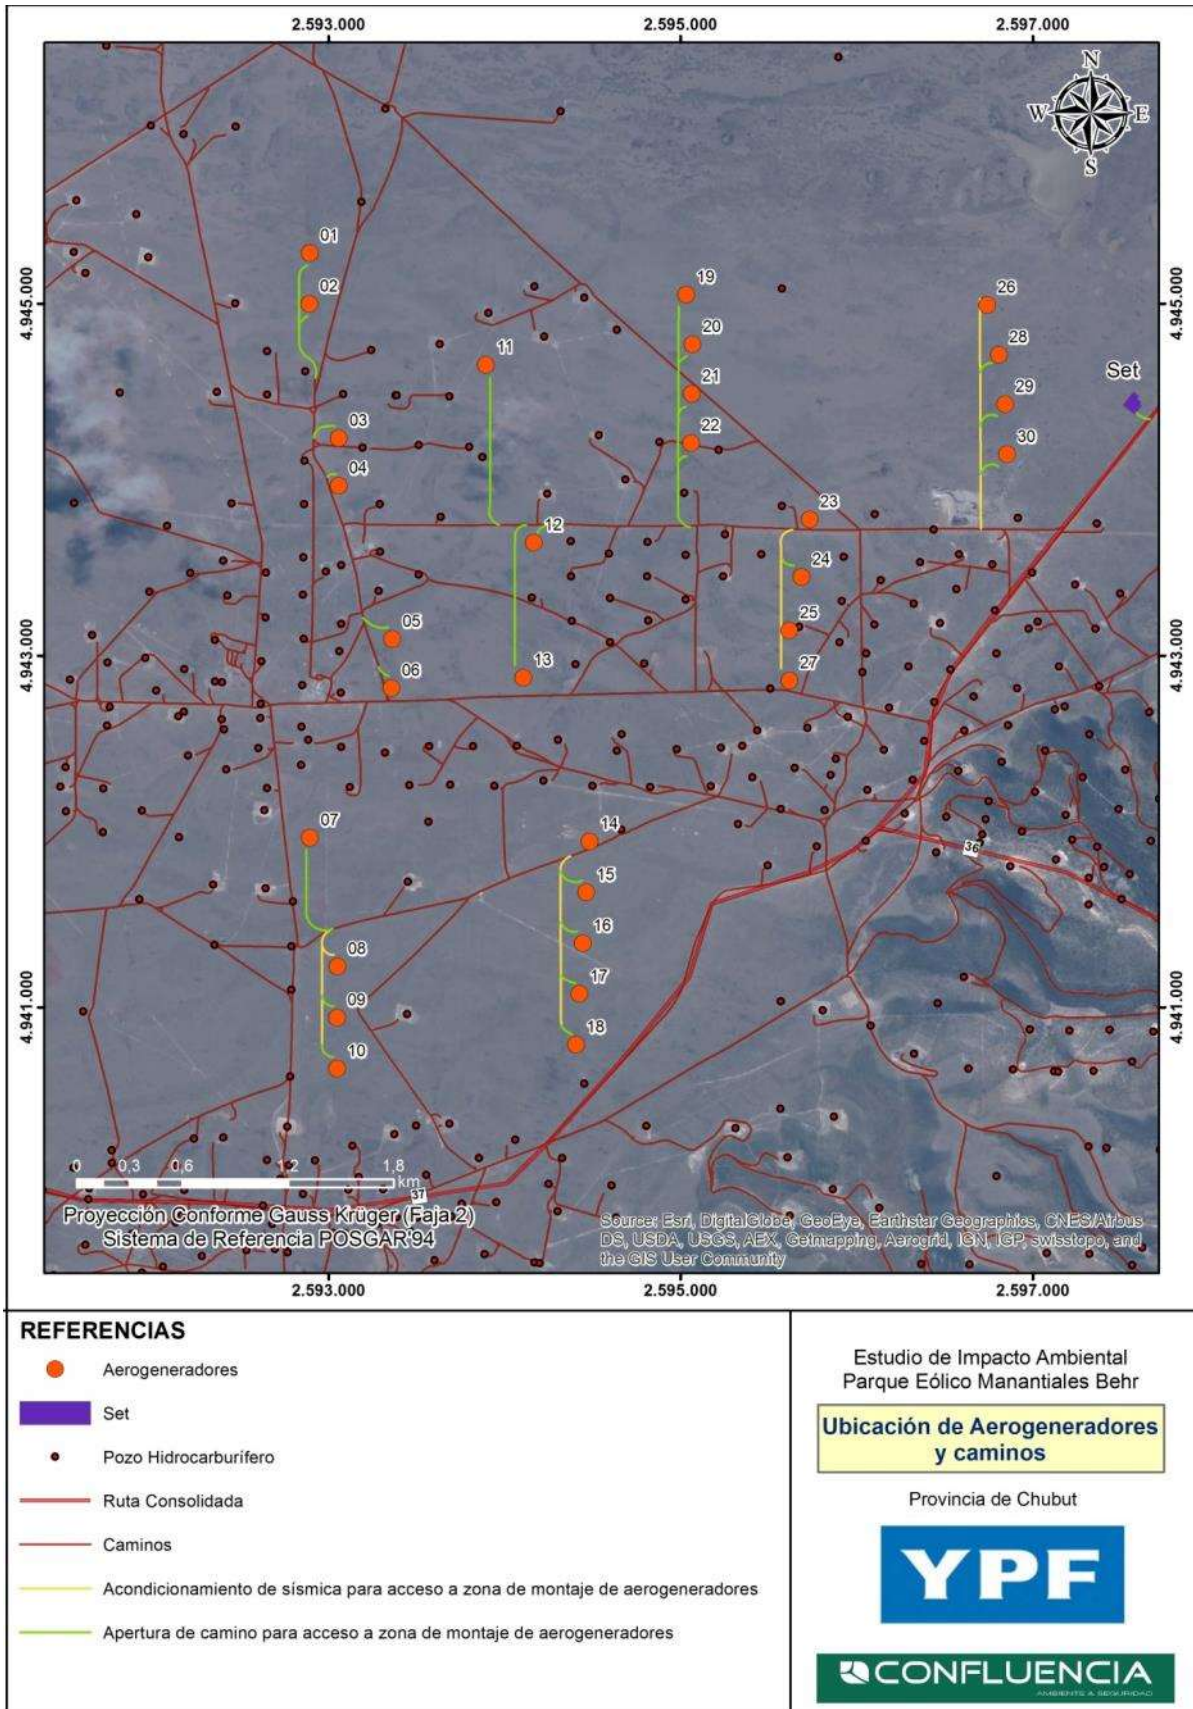 2.593.000 2.595.000 2.597.000
N
W E
S
4.945.000 4.945.000
4.943.000 4.943.000
4.941.000 4.941.000
01
02
19
26
20
28
11
Set
21
29
03
22
30
04
23
12
24
25
05
13
27
06
07
14
36
15
16
08
17
09
18
10
0 0,3 0,6 1,2 1,8
km
37
Proyección Conforme Gauss Krüger (Faja 2)
Sistema de Referencia POSGAR'94
Source: Esri, DigitalGlobe, GeoEye, Earthstar Geographics, CNES/Airbus
DS, USDA, USGS, AEX, Getmapping, Aerogrid, IGN, IGP, swisstopo, and
the GIS User Community
2.593.000 2.595.000 2.597.000
REFERENCIAS
Aerogeneradores
Set
Pozo Hidrocarburífero
Ruta Consolidada
Caminos
Acondicionamiento de sísmica para acceso a zona de montaje de aerogeneradores
Apertura de camino para acceso a zona de montaje de aerogeneradores
Estudio de Impacto Ambiental
Parque Eólico Manantiales Behr
Ubicación de Aerogeneradores
y caminos
Provincia de Chubut
YPF
CONFLUENCIA
AMBIENTE & SEGURIDAD